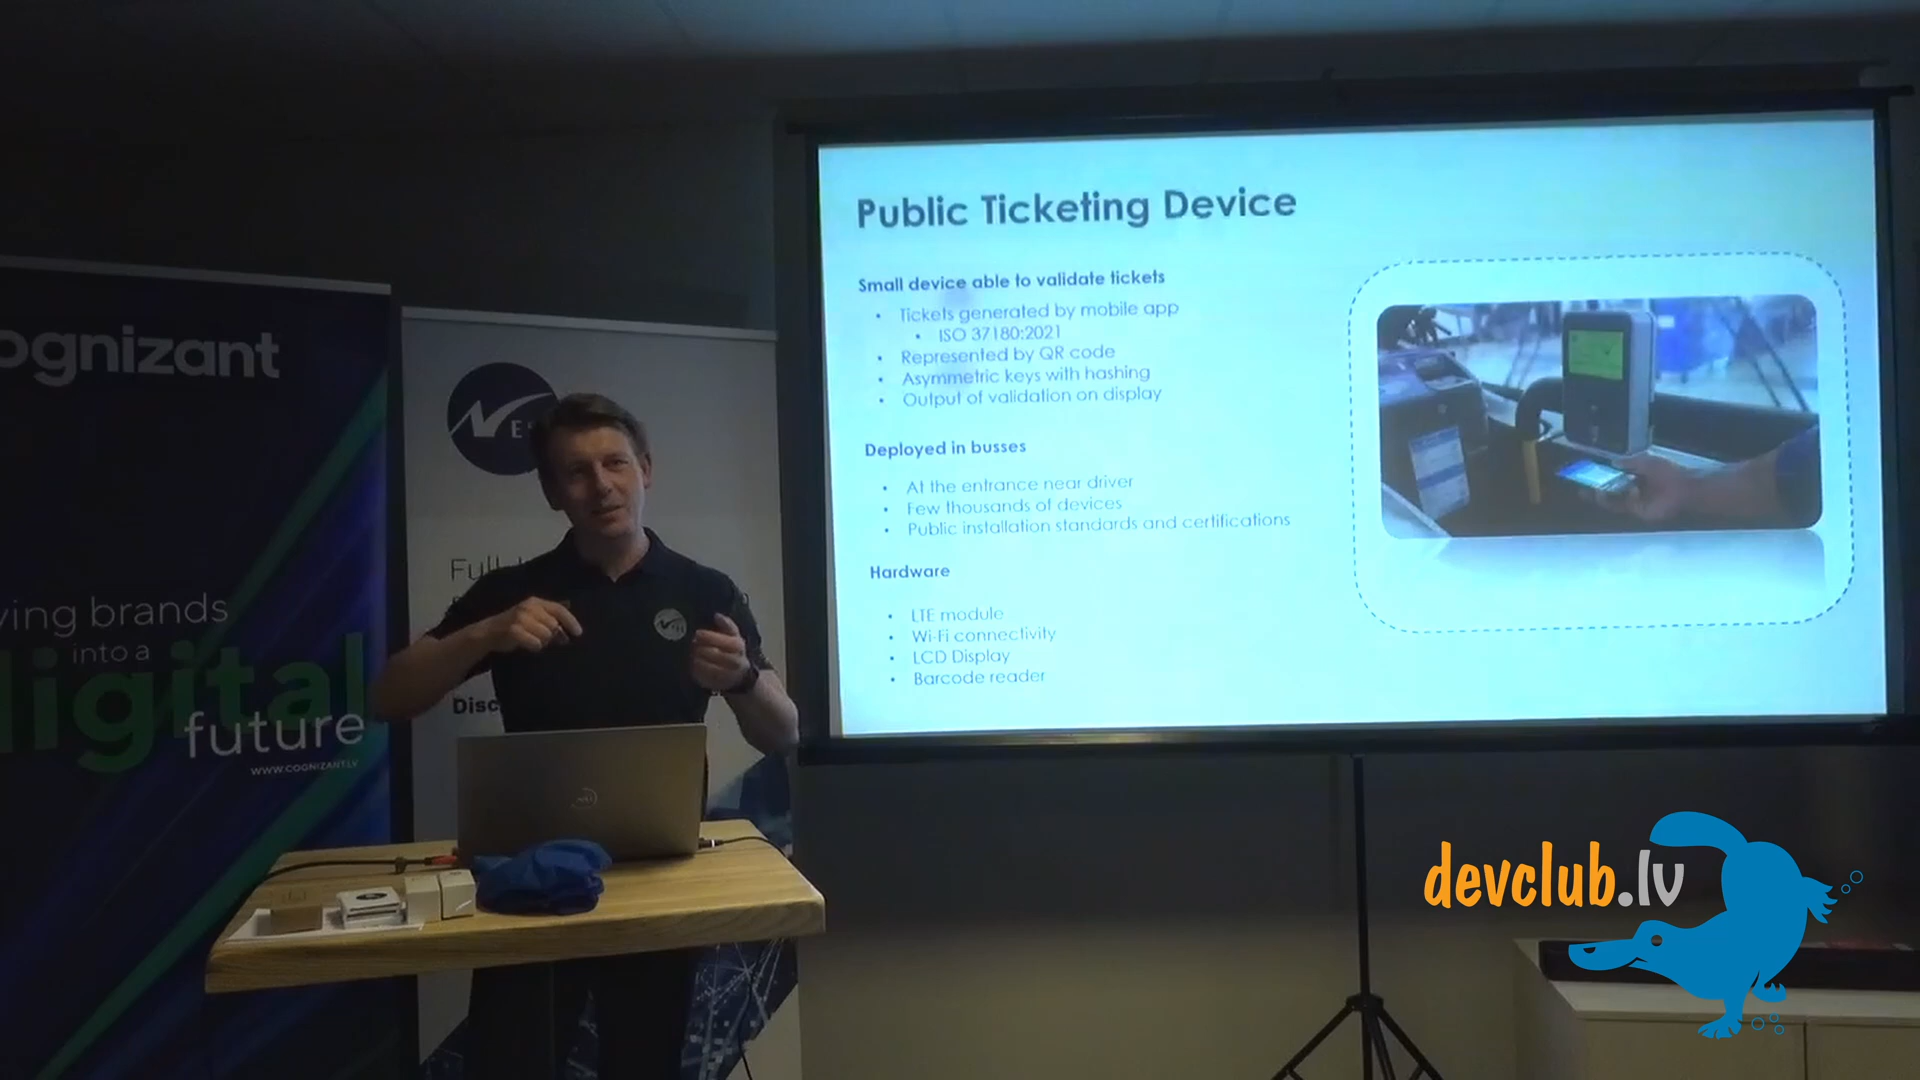 Public Ticketing Device
Small device able to validate tickets
• Tickets generated by mobile app
• ISO 37180:2021
• Represented by QR code
• Asymmetric keys with hashing
• Output of validation on display
Deployed in busses
• At the entrance near driver
• Few thousands of devices
• Public installation standards and certifications
Hardware
• LTE module
• Wi-Fi connectivity
• LCD Display
• Barcode reader
ognizant
ving brands
into a
digital
future
WWW.COGNIZANT.LV
Full
Disc
devclub.lv